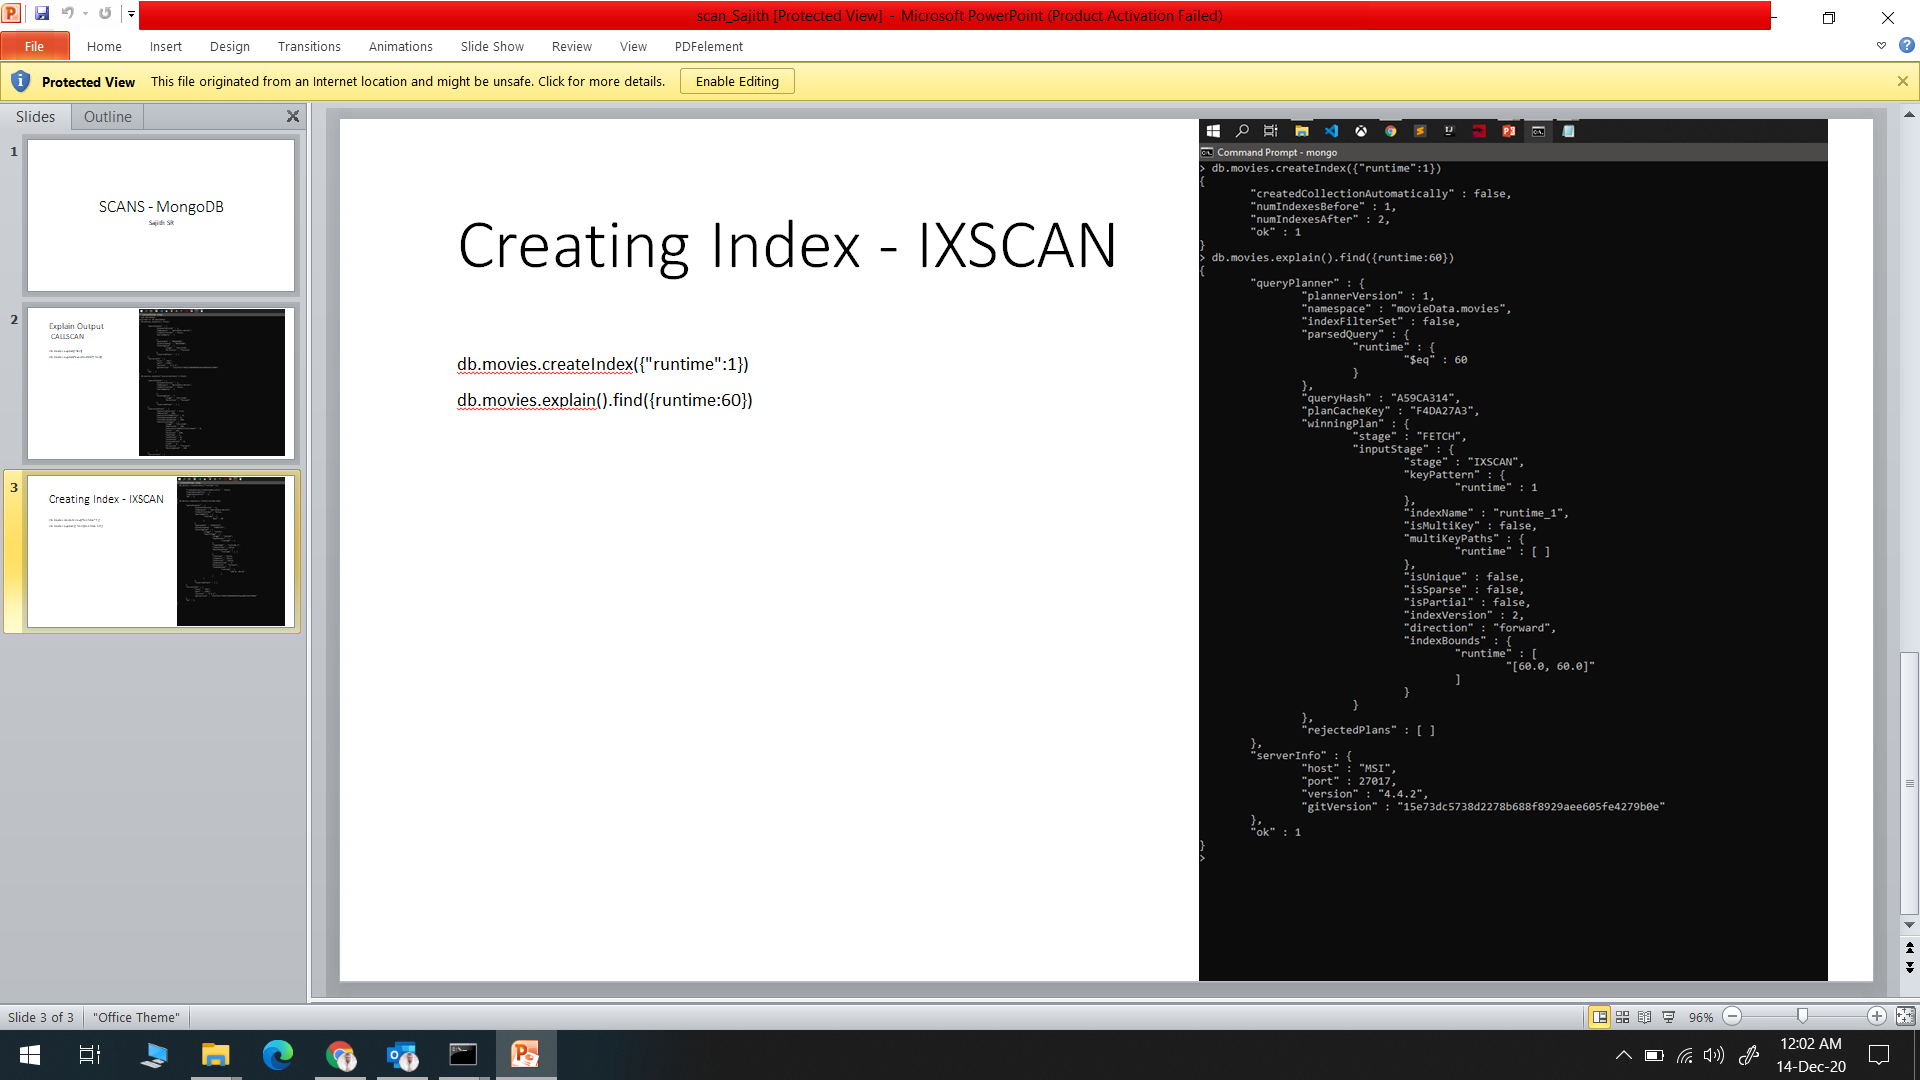 scan_Sajith [Protected View] - Microsoft PowerPoint (Product Activation Failed)
File Home Insert Design Transitions Animations Slide Show Review View PDFelement
Protected View This file originated from an Internet location and might be unsafe. Click for more details. Enable Editing
Slides Outline
1
SCANS - MongoDB
Sajith SR
2
Explain Output
CALLSCAN
3
Creating Index - IXSCAN
Creating Index - IXSCAN
db.movies.createIndex({"runtime":1})
db.movies.explain().find({runtime:60})
Command Prompt - mongo
> db.movies.createIndex({"runtime":1})
{
"createdCollectionAutomatically" : false,
"numIndexesBefore" : 1,
"numIndexesAfter" : 2,
"ok" : 1
}
> db.movies.explain().find({runtime:60})
{
"queryPlanner" : {
"plannerVersion" : 1,
"namespace" : "movieData.movies",
"indexFilterSet" : false,
"parsedQuery" : {
"runtime" : {
"$eq" : 60
}
},
"queryHash" : "A59CA314",
"planCacheKey" : "F4DA27A3",
"winningPlan" : {
"stage" : "FETCH",
"inputStage" : {
"stage" : "IXSCAN",
"keyPattern" : {
"runtime" : 1
},
"indexName" : "runtime_1",
"isMultiKey" : false,
"multiKeyPaths" : {
"runtime" : [ ]
},
"isUnique" : false,
"isSparse" : false,
"isPartial" : false,
"indexVersion" : 2,
"direction" : "forward",
"indexBounds" : {
"runtime" : [
"[60.0, 60.0]"
]
}
}
},
"rejectedPlans" : [ ]
},
"serverInfo" : {
"host" : "MSI",
"port" : 27017,
"version" : "4.4.2",
"gitVersion" : "15e73dc5738d2278b688f8929aee605fe4279b0e"
},
"ok" : 1
}
>
Slide 3 of 3 "Office Theme" 96%
12:02 AM
14-Dec-20